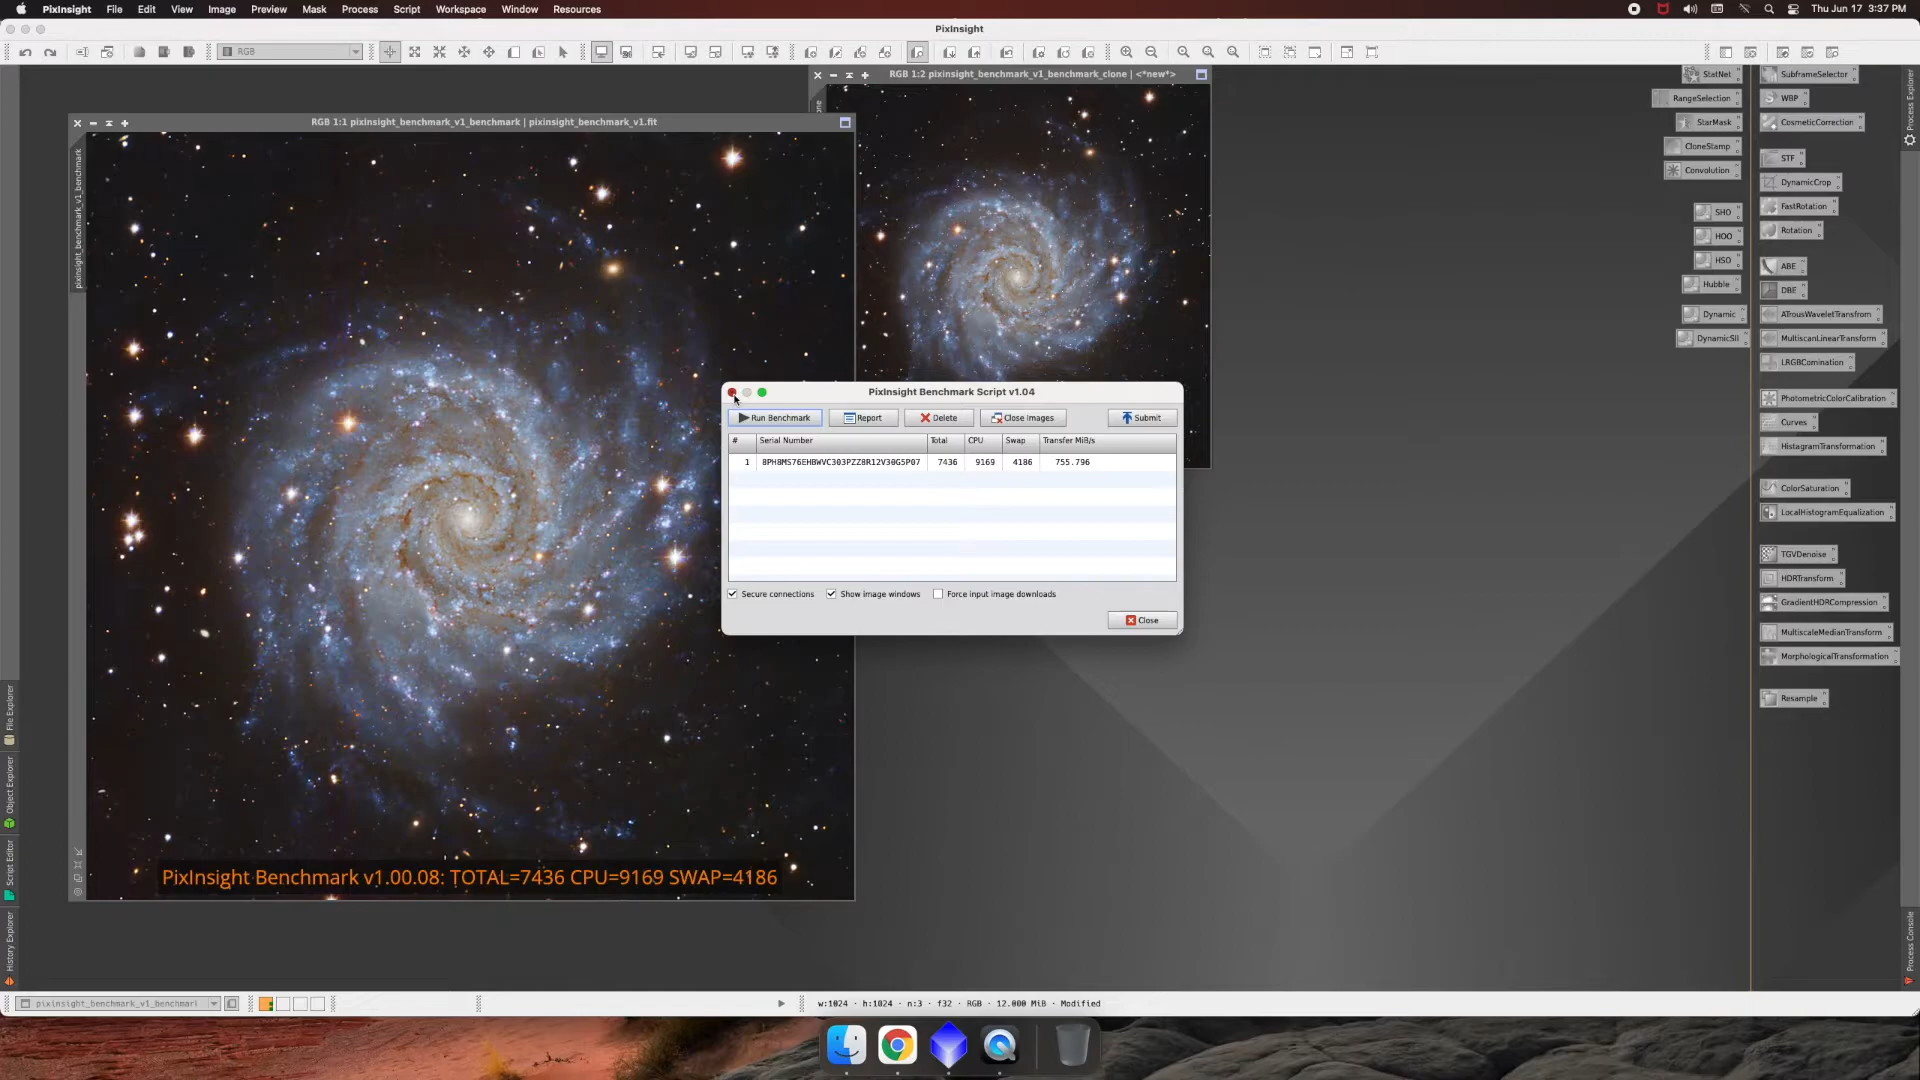 PixInsight File Edit View Image Preview Mask Process Script Workspace Window Resources Thu Jun 17 3:37 PM
PixInsight
RGB
RGB 1:2 pixinsight_benchmark_v1_benchmark_clone | <*new*>
RGB 1:1 pixinsight_benchmark_v1_benchmark | pixinsight_benchmark_v1.fit
pixinsight_benchmark_v1_benchmark
StatNet
RangeSelection
StarMask
CloneStamp
Convolution
SHO
HOO
HSO
Hubble
Dynamic
DynamicSII
SubframeSelector
WBP
CosmeticCorrection
STF
DynamicCrop
FastRotation
Rotation
ABE
DBE
ATrousWaveletTransfrom
MultiscanLinearTransform
LRGBComination
PhotometricColorCalibration
Curves
HistogramTransformation
ColorSaturation
LocalHistogramEqualization
TGVDenoise
HDRTransform
GradientHDRCompression
MultiscaleMedianTransform
MorphologicalTransformation
Resample
Process Explorer
Process Console
File Explorer
Object Explorer
Script Editor
History Explorer
PixInsight Benchmark Script v1.04
Run Benchmark Report Delete Close Images Submit
# Serial Number Total CPU Swap Transfer MiB/s
1 8PH8MS76EHBWVC303PZZ8R12V30G5P07 7436 9169 4186 755.796
Secure connections Show image windows Force input image downloads
Close
PixInsight Benchmark v1.00.08: TOTAL=7436 CPU=9169 SWAP=4186
pixinsight_benchmark_v1_benchmarl
w:1024 · h:1024 · n:3 · f32 · RGB · 12.000 MiB · Modified